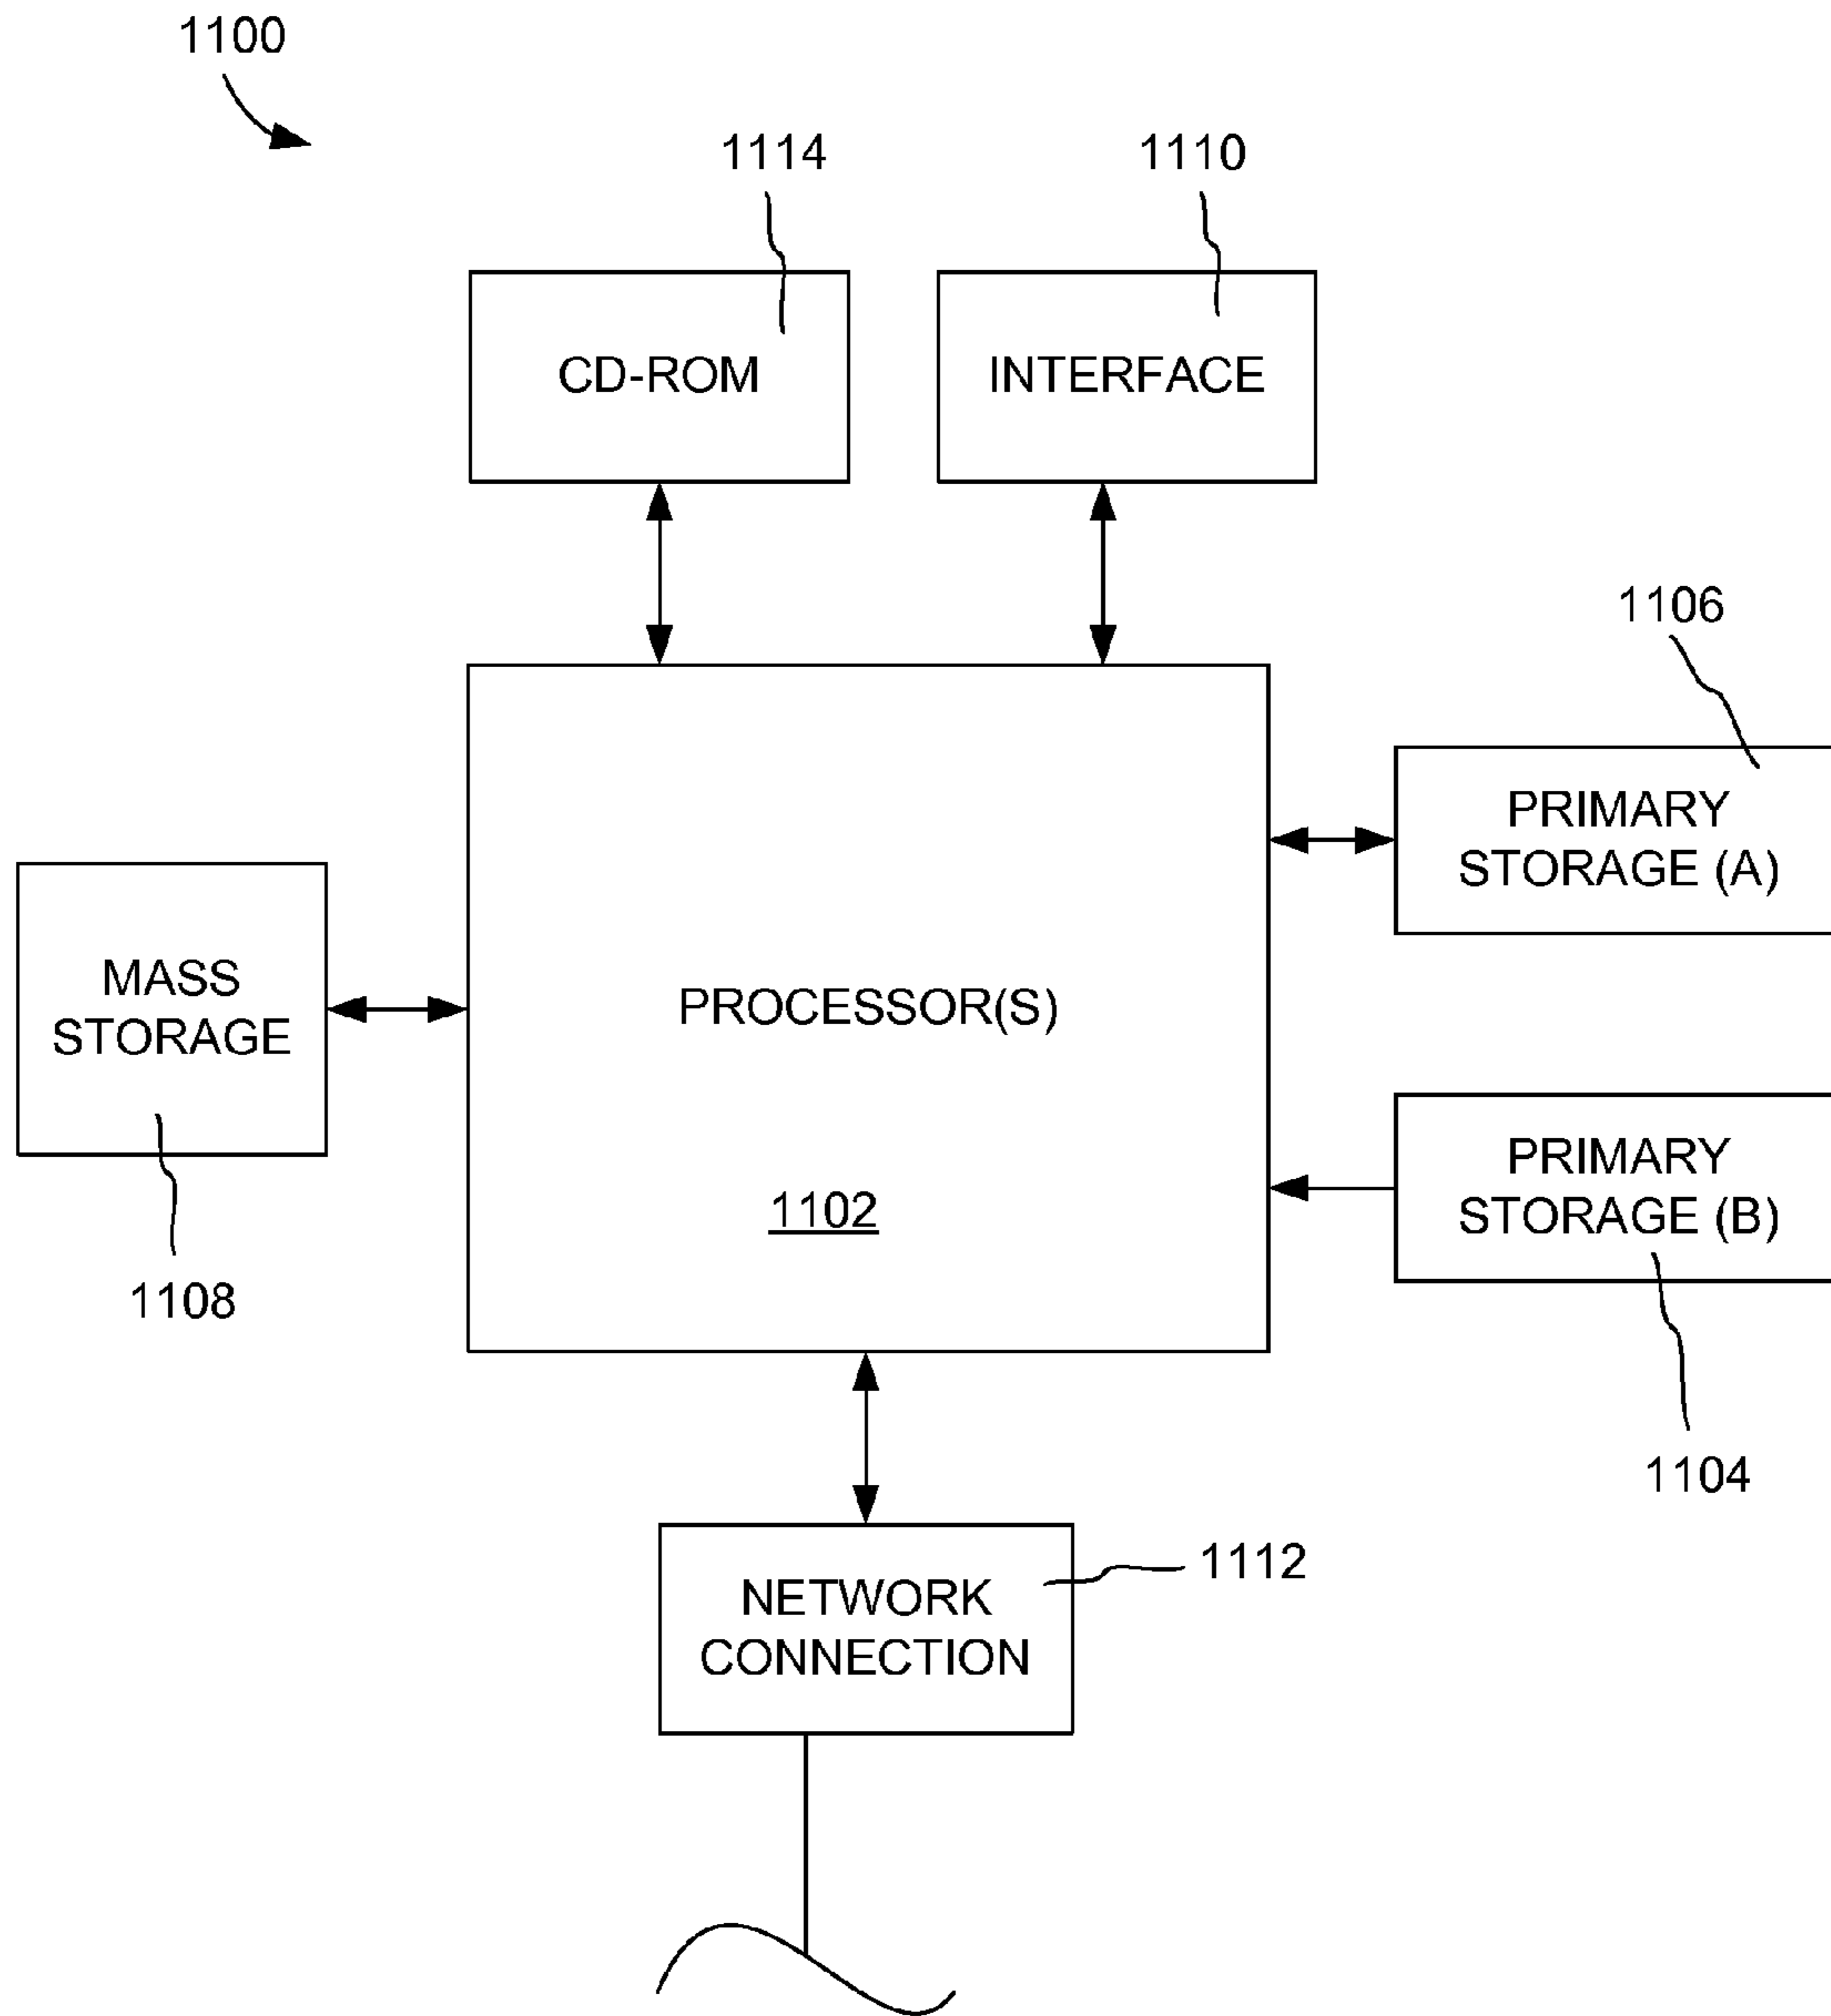 1100
1114
1110
CD-ROM
INTERFACE
1106
PRIMARY
STORAGE (A)
MASS
STORAGE
PROCESSOR(S)
1102
PRIMARY
STORAGE (B)
1108
1104
1112
NETWORK
CONNECTION